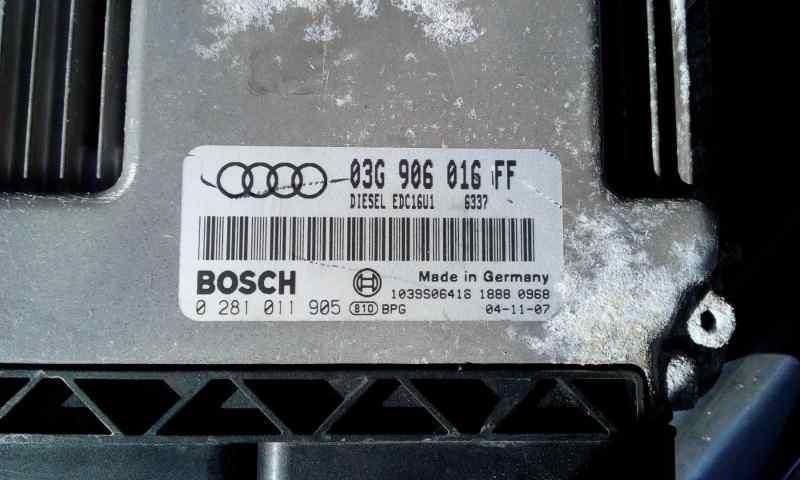 03G 906 016 FF
DIESEL EDC16U1 6337
BOSCH
Made in Germany
1039S06416 1888 0968
0 281 011 905 810 BPG 04-11-07